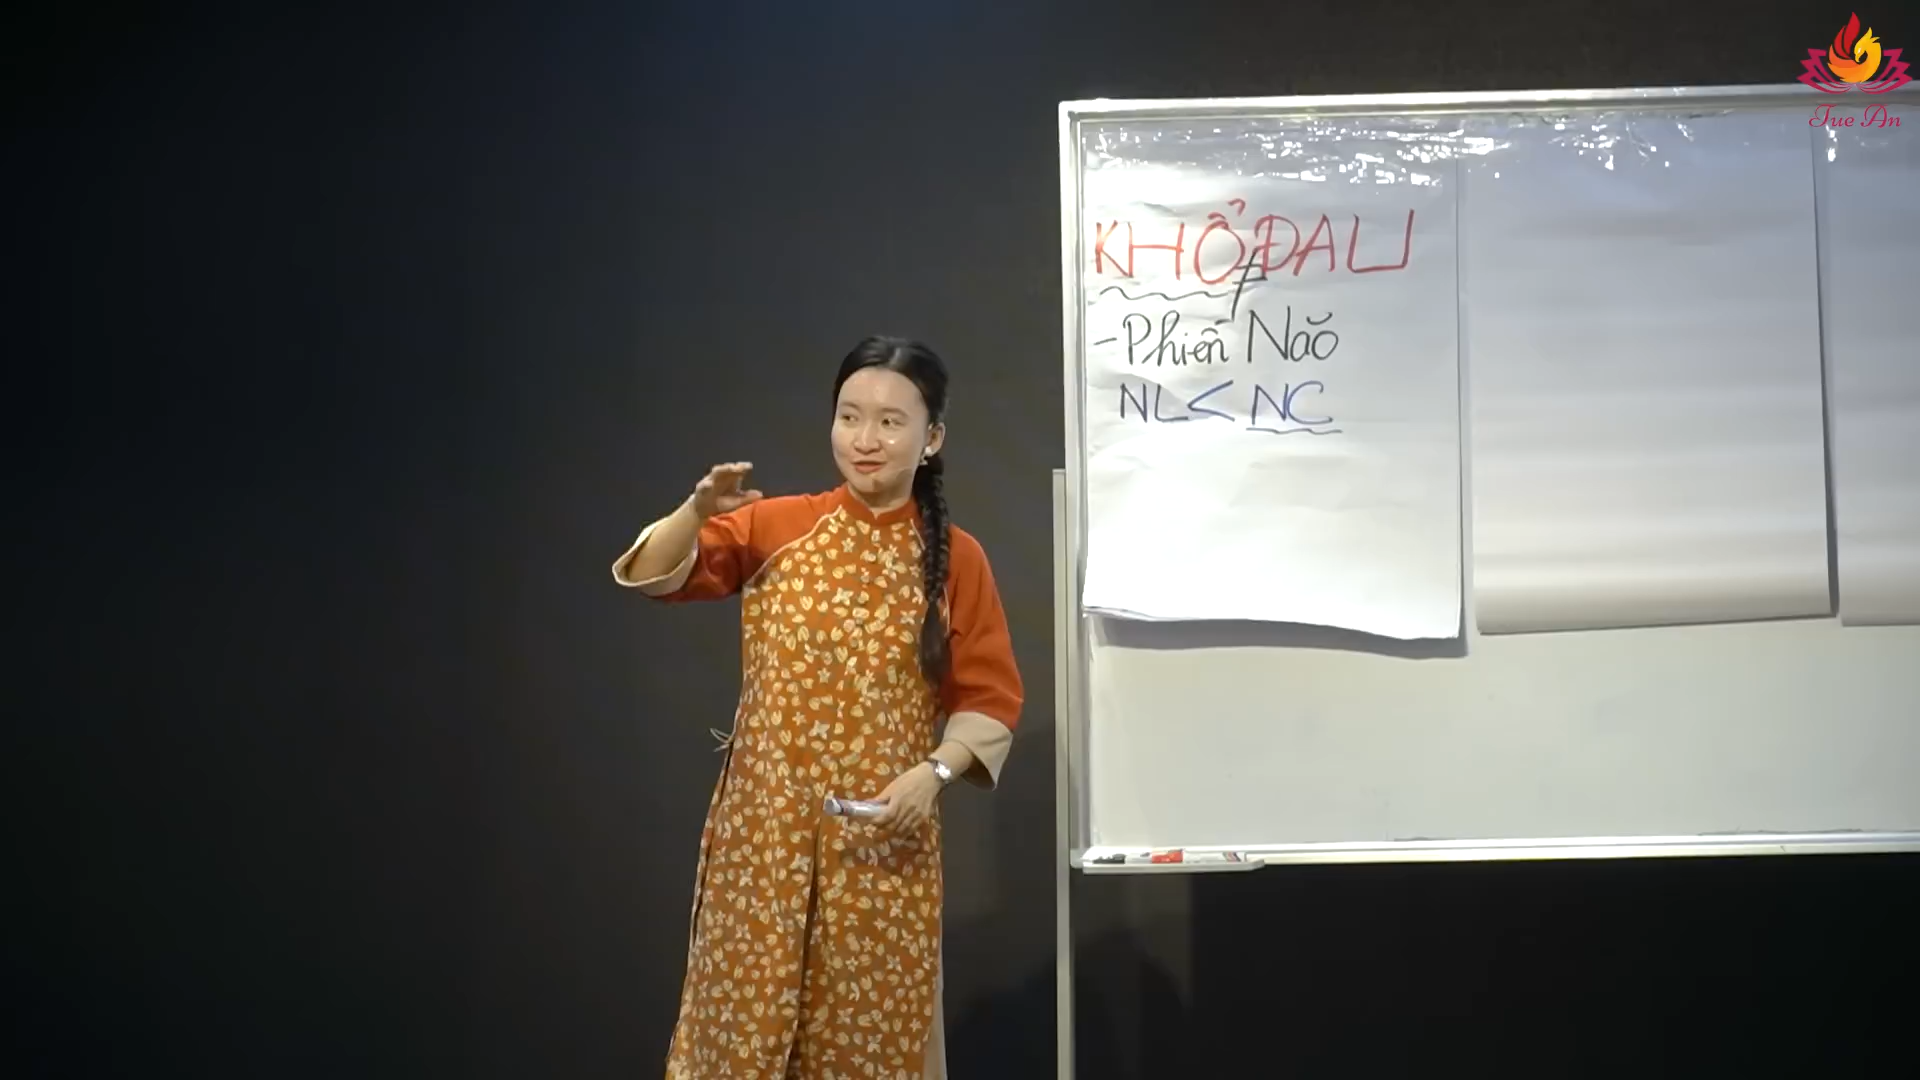 Tue An
KHỔ ≠ ĐAU
- Phiền Não
NL < NC